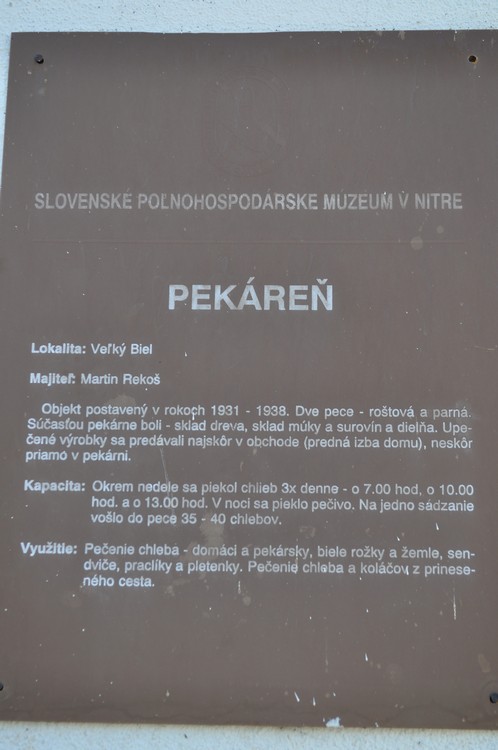 SLOVENSKÉ POĽNOHOSPODÁRSKE MÚZEUM V NITRE
PEKÁREŇ
Lokalita: Veľký Biel
Majiteľ: Martin Rekoš
Objekt postavený v rokoch 1931 - 1938. Dve pece - roštová a parná.
Súčasťou pekárne boli - sklad dreva, sklad múky a surovín a dielňa. Upe-
čené výrobky sa predávali najskôr v obchode (predná izba domu), neskôr
priamo v pekárni.
Kapacita: Okrem nedele sa piekol chlieb 3x denne - o 7.00 hod, o 10.00
hod. a o 13.00 hod. V noci sa pieklo pečivo. Na jedno sádzanie
vošlo do pece 35 - 40 chlebov.
Využitie: Pečenie chleba - domáci a pekársky, biele rožky a žemle, sen-
dviče, praclíky a pletenky. Pečenie chleba a koláčov z prinese-
ného cesta.